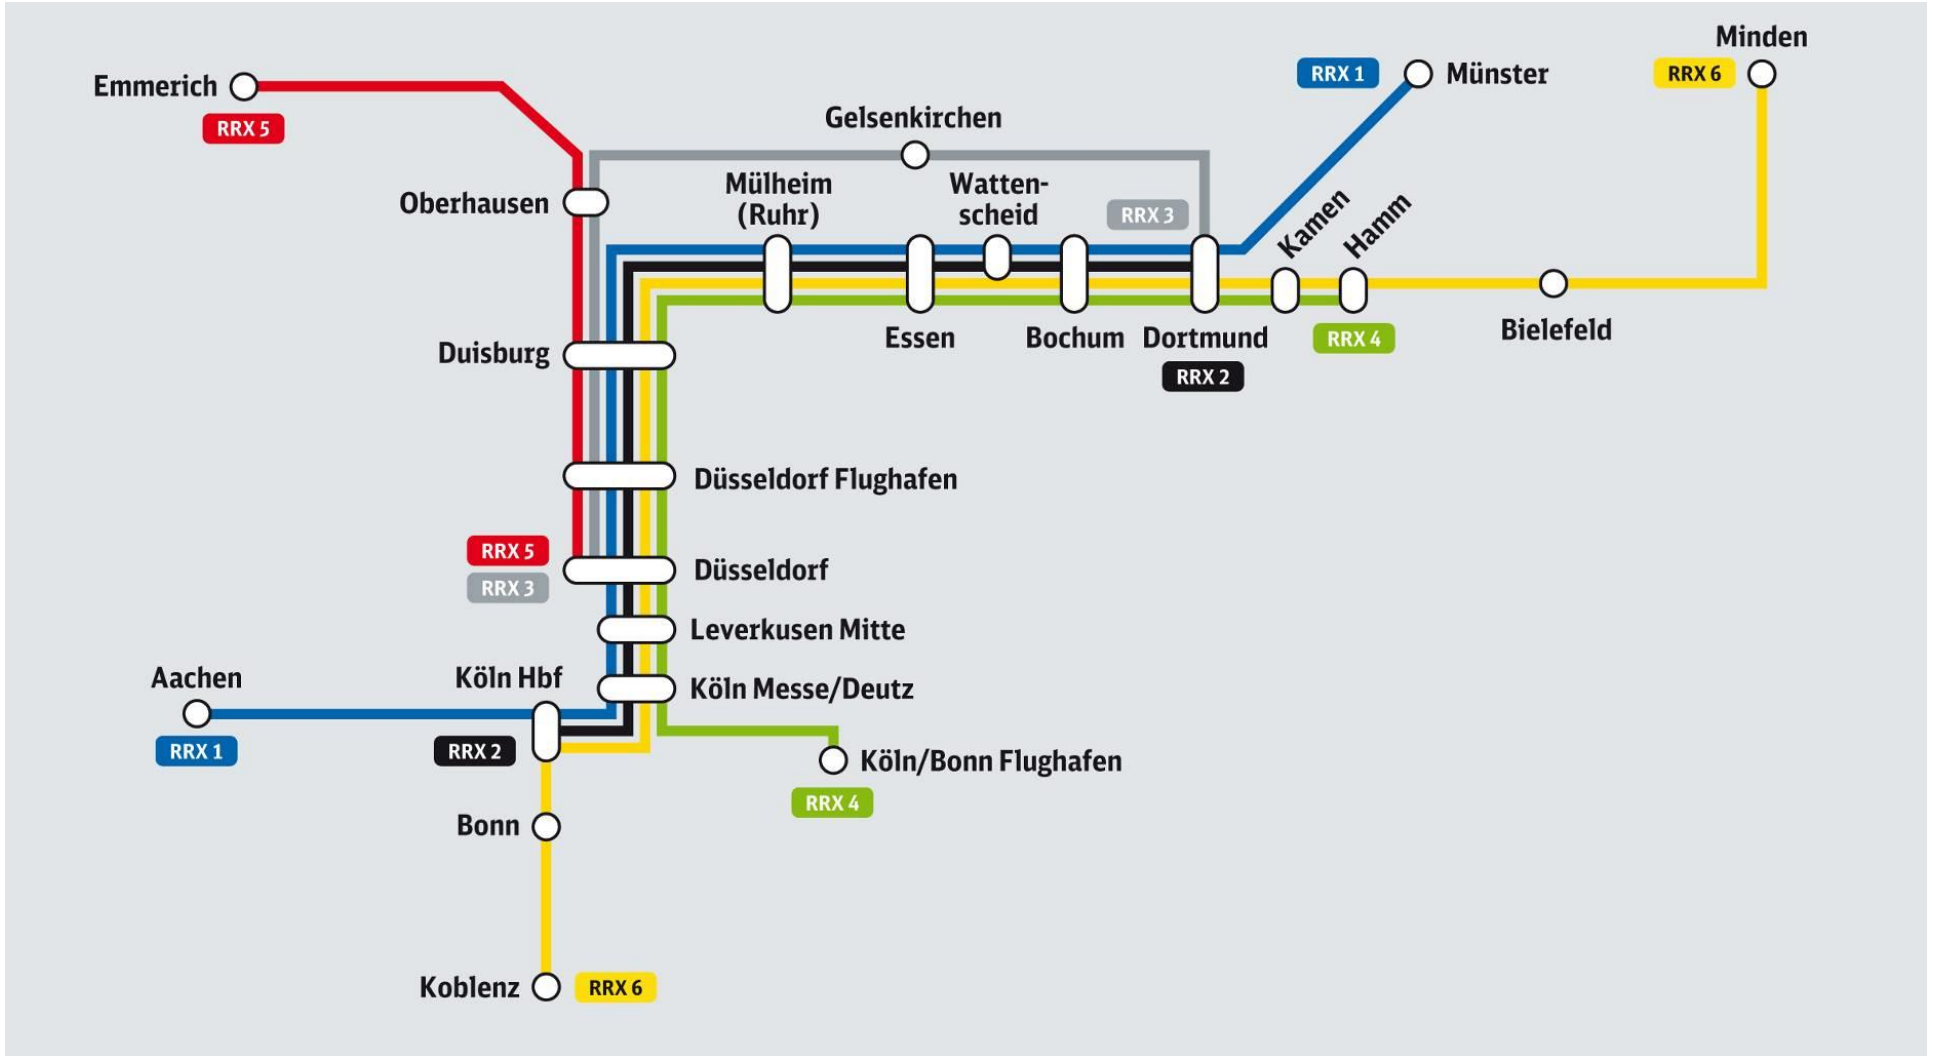 Minden
Emmerich
RRX 1
Münster
RRX 6
RRX 5
Gelsenkirchen
Mülheim
(Ruhr)
Watten-
scheid
Oberhausen
RRX 3
Kamen
Hamm
Essen
Bochum
Dortmund
RRX 4
Bielefeld
Duisburg
RRX 2
Düsseldorf Flughafen
RRX 5
RRX 3
Düsseldorf
Leverkusen Mitte
Aachen
Köln Hbf
Köln Messe/Deutz
RRX 1
RRX 2
Köln/Bonn Flughafen
RRX 4
Bonn
Koblenz
RRX 6